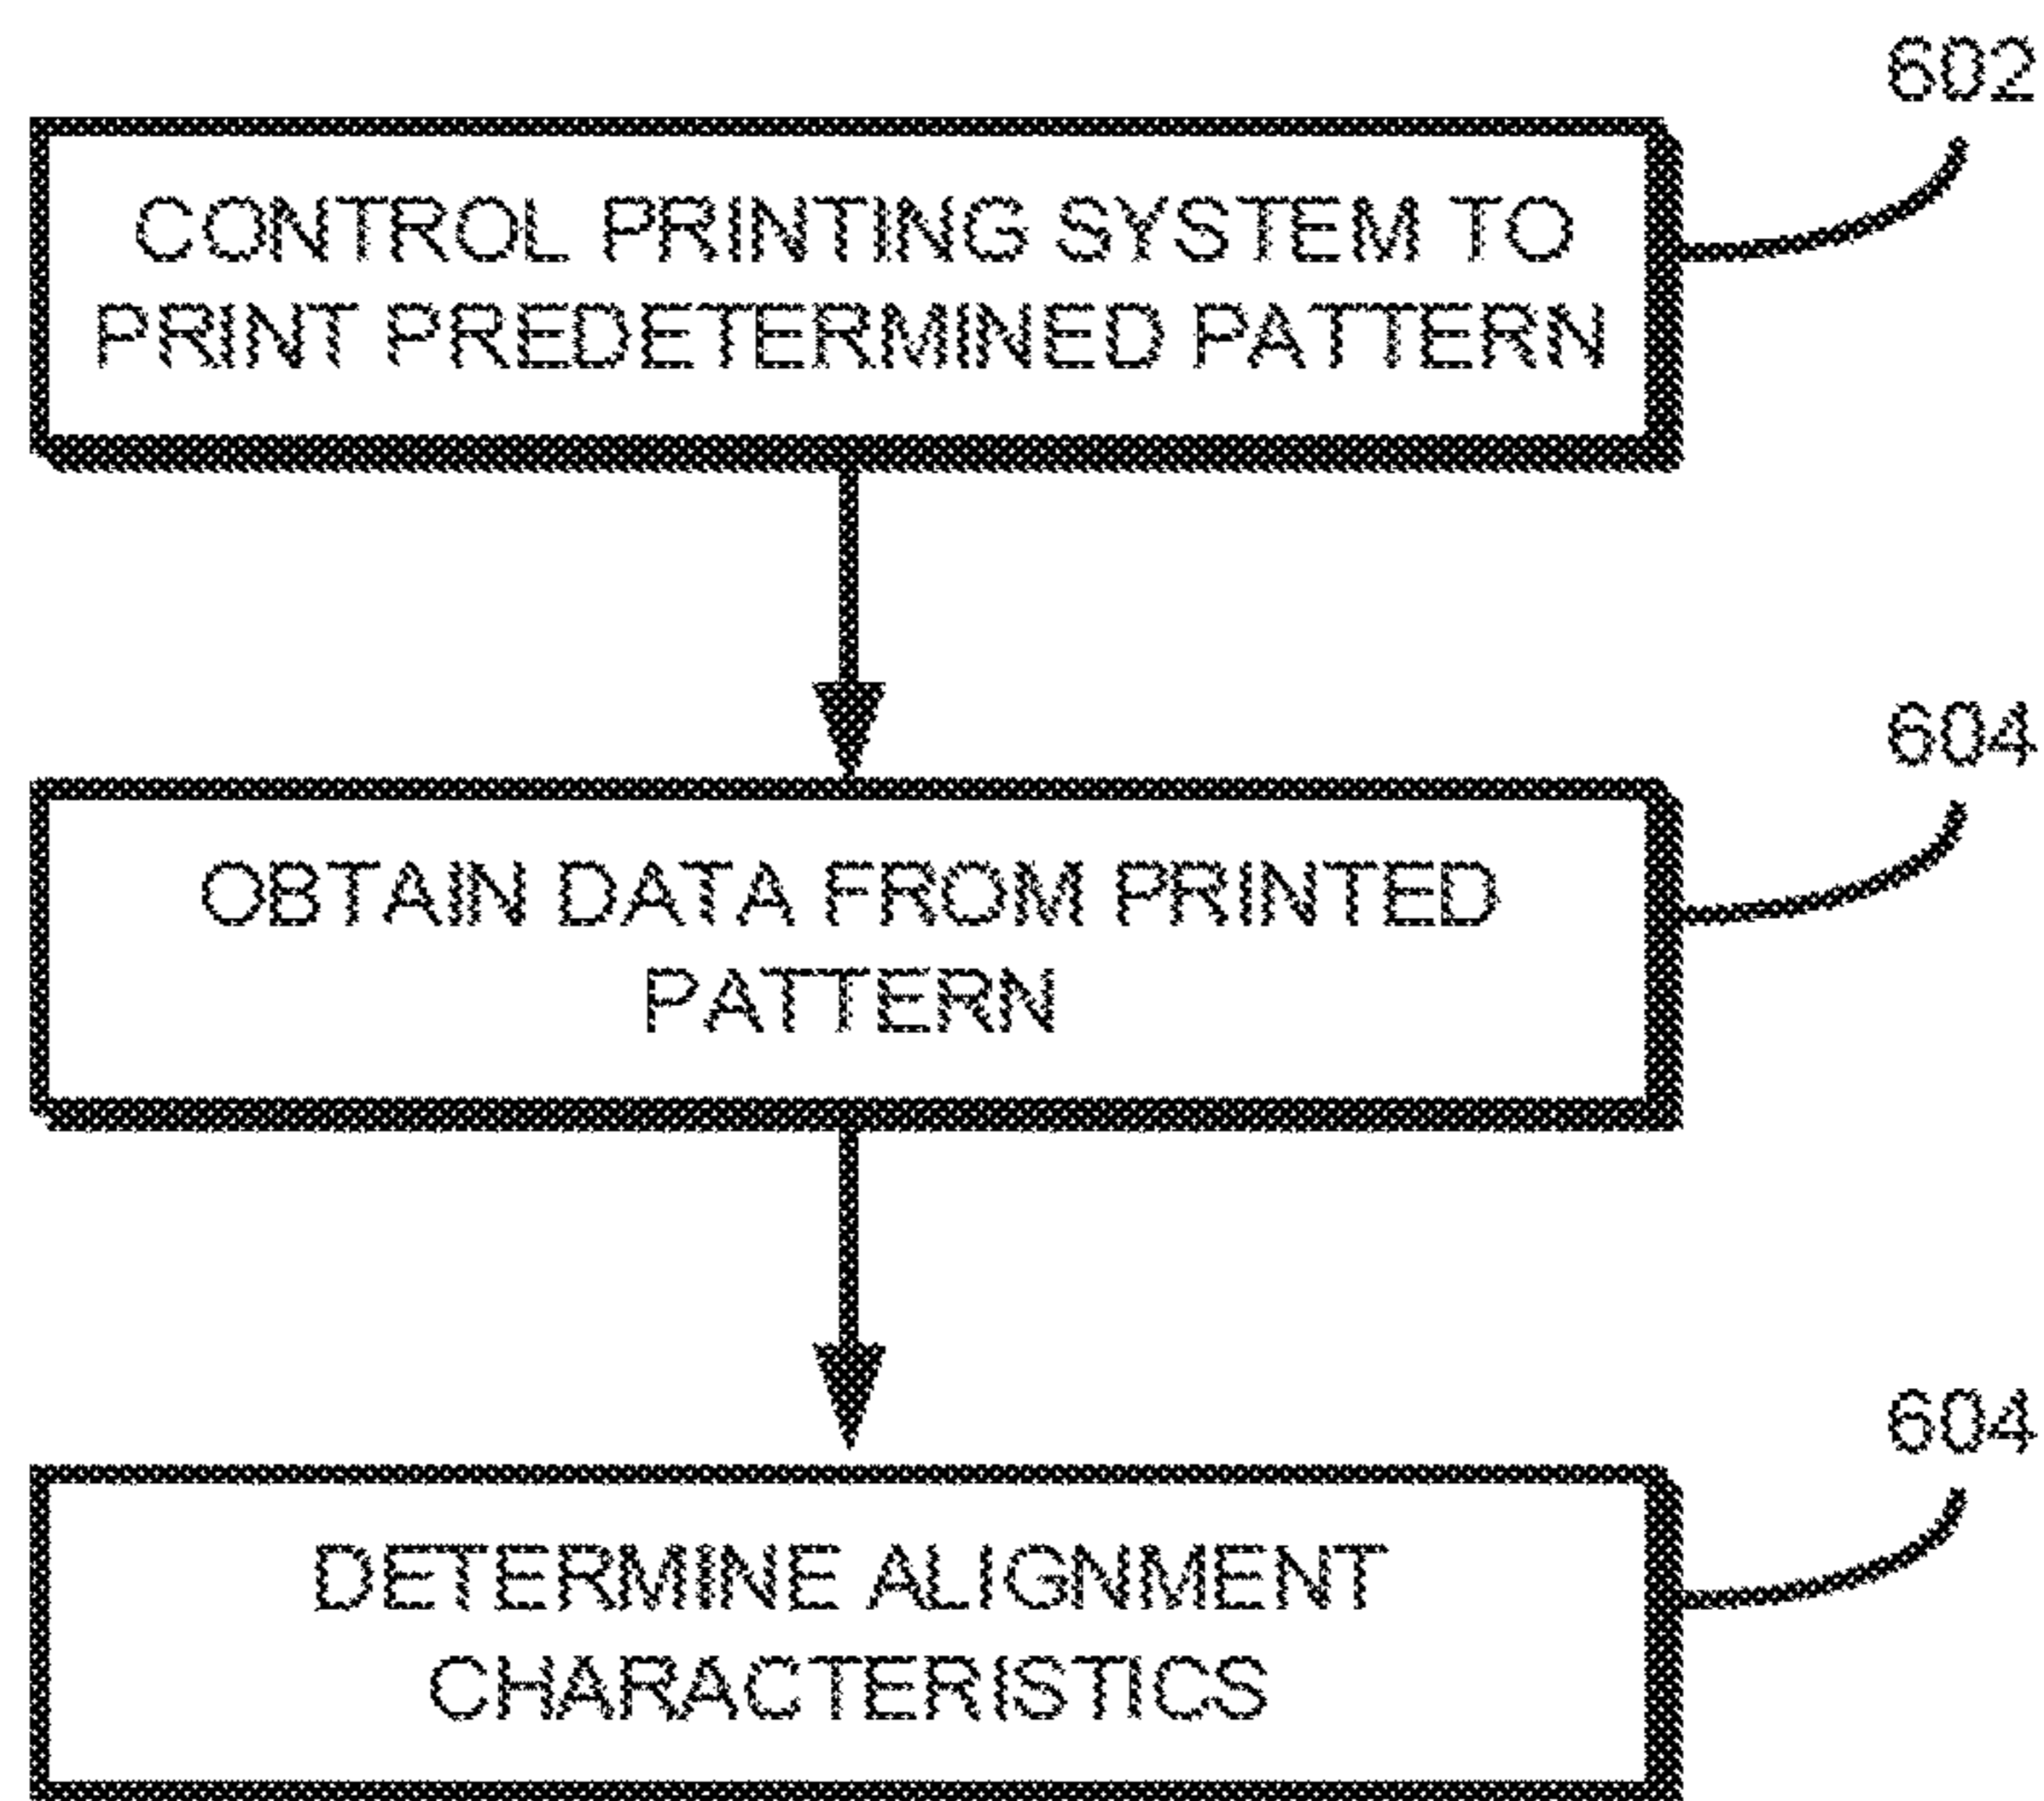 602
CONTROL PRINTING SYSTEM TO
PRINT PREDETERMINED PATTERN
604
OBTAIN DATA FROM PRINTED
PATTERN
604
DETERMINE ALIGNMENT
CHARACTERISTICS